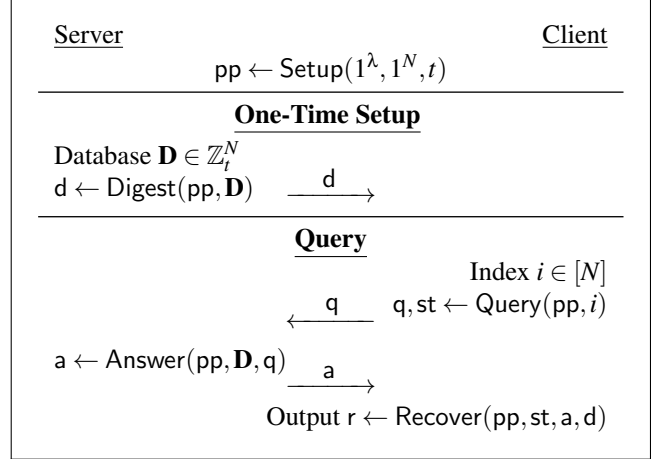 Server Client
pp ← Setup(1^λ, 1^N, t)
One-Time Setup
Database D ∈ ℤ_t^N
d ← Digest(pp, D) d
Query
Index i ∈ [N]
q q, st ← Query(pp, i)
a ← Answer(pp, D, q) a
Output r ← Recover(pp, st, a, d)